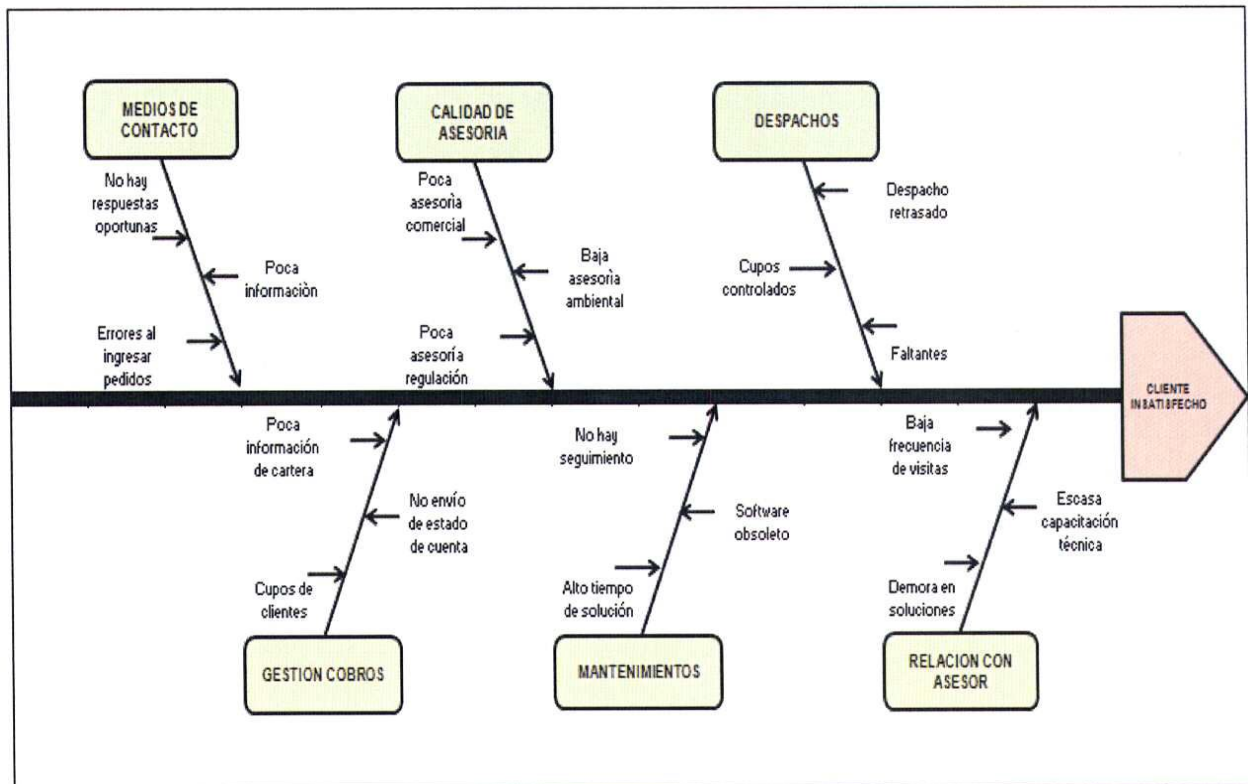 MEDIOS DE
CONTACTO
No hay
respuestas
oportunas
Poca
informaciòn
Errores al
ingresar
pedidos
CALIDAD DE
ASESORIA
Poca
asesorìa
comercial
Baja
asesorìa
ambiental
Poca
asesoría
regulación
DESPACHOS
Despacho
retrasado
Cupos
controlados
Faltantes
CLIENTE
INSATISFECHO
Poca
información
de cartera
No envío
de estado
de cuenta
Cupos de
clientes
GESTION COBROS
No hay
seguimiento
Software
obsoleto
Alto tiempo
de solución
MANTENIMIENTOS
Baja
frecuencia
de visitas
Escasa
capacitación
técnica
Demora en
soluciones
RELACION CON
ASESOR